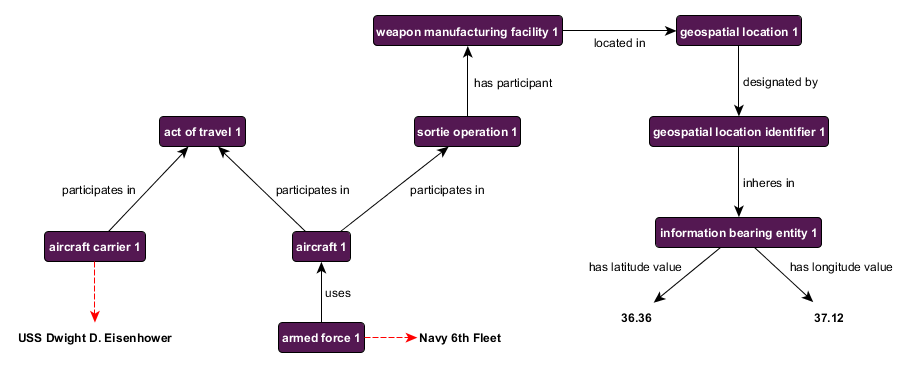 weapon manufacturing facility 1
located in
geospatial location 1
has participant
designated by
act of travel 1
sortie operation 1
geospatial location identifier 1
participates in
participates in
participates in
inheres in
aircraft carrier 1
aircraft 1
information bearing entity 1
has latitude value
has longitude value
uses
36.36
37.12
USS Dwight D. Eisenhower
armed force 1
Navy 6th Fleet